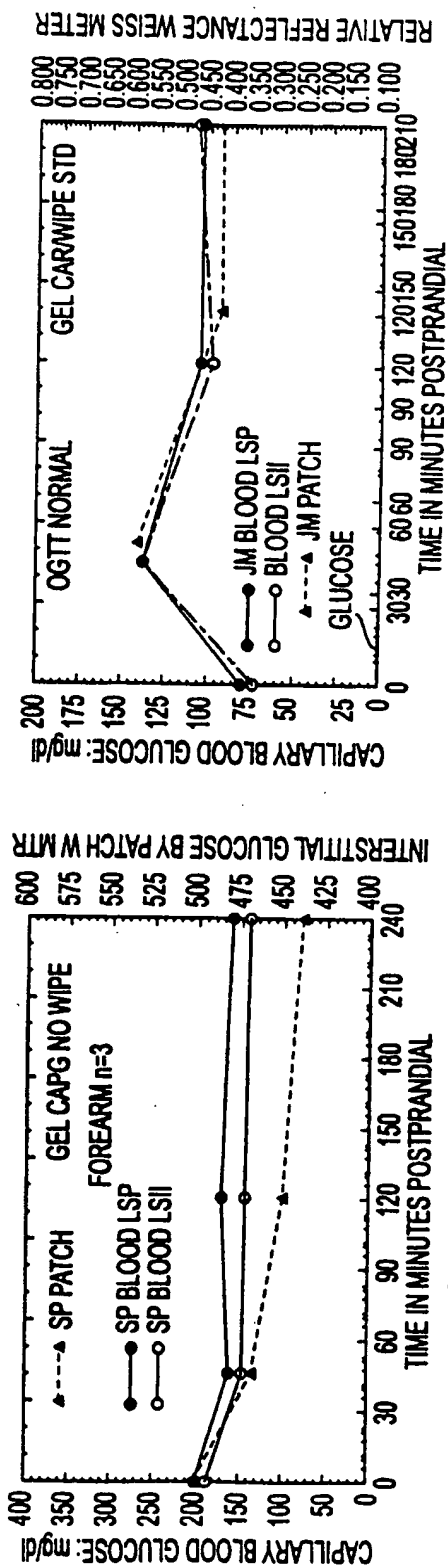 CAPILLARY BLOOD GLUCOSE: mg/dl
400
350
300
250
200
150
100
50
0
SP PATCH
GEL CAPG NO WIPE
FOREARM n=3
SP BLOOD LSP
SP BLOOD LSII
0 30 60 90 120 150 180 210 240
TIME IN MINUTES POSTPRANDIAL
600
575
550
525
500
475
450
425
400
INTERSTITIAL GLUCOSE BY PATCH W MTR
CAPILLARY BLOOD GLUCOSE: mg/dl
200
175
150
125
100
75
50
25
0
OGTT NORMAL
GEL CAR/WIPE STD
JM BLOOD LSP
BLOOD LSII
JM PATCH
GLUCOSE
0 3030 60 60 90 90 120 120150 150180 180210
TIME IN MINUTES POSTPRANDIAL
0.800
0.750
0.700
0.650
0.600
0.550
0.500
0.450
0.400
0.350
0.300
0.250
0.200
0.150
0.100
RELATIVE REFLECTANCE WEISS METER